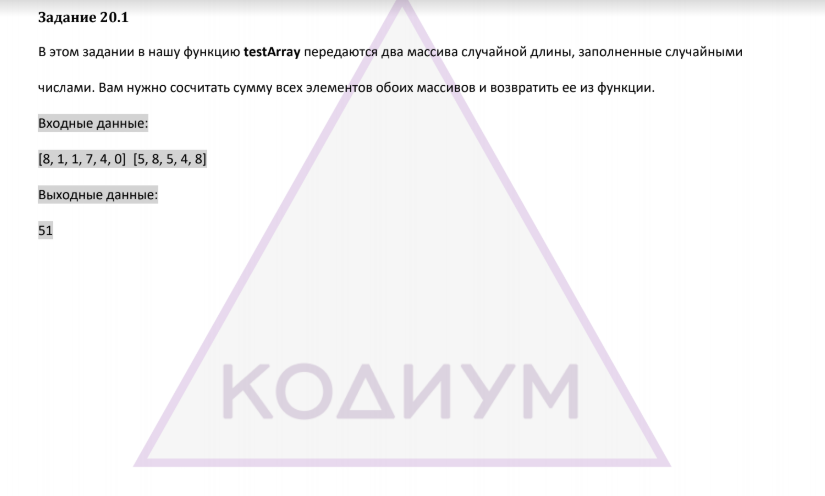 Задание 20.1
В этом задании в нашу функцию testArray передаются два массива случайной длины, заполненные случайными
числами. Вам нужно сосчитать сумму всех элементов обоих массивов и возвратить ее из функции.
Входные данные:
[8, 1, 1, 7, 4, 0] [5, 8, 5, 4, 8]
Выходные данные:
51
КОДИУМ